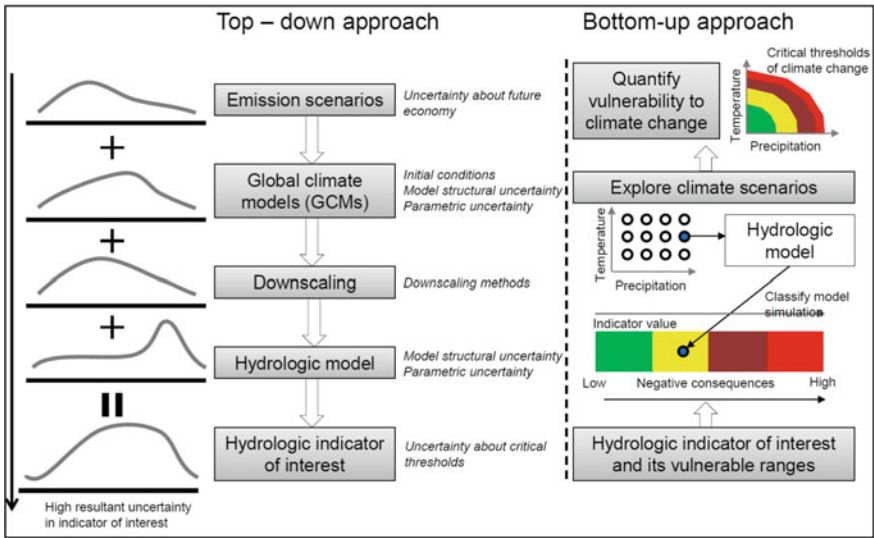 Top – down approach
Emission scenarios
Uncertainty about future
economy
Global climate
models (GCMs)
Initial conditions
Model structural uncertainty
Parametric uncertainty
Downscaling
Downscaling methods
Hydrologic model
Model structural uncertainty
Parametric uncertainty
Hydrologic indicator
of interest
Uncertainty about critical
thresholds
+
+
+
=
High resultant uncertainty
in indicator of interest
Bottom-up approach
Quantify
vulnerability to
climate change
Critical thresholds
of climate change
Temperature
Precipitation
Explore climate scenarios
Temperature
Precipitation
Hydrologic
model
Classify model
simulation
Indicator value
Low
Negative consequences
High
Hydrologic indicator of interest
and its vulnerable ranges